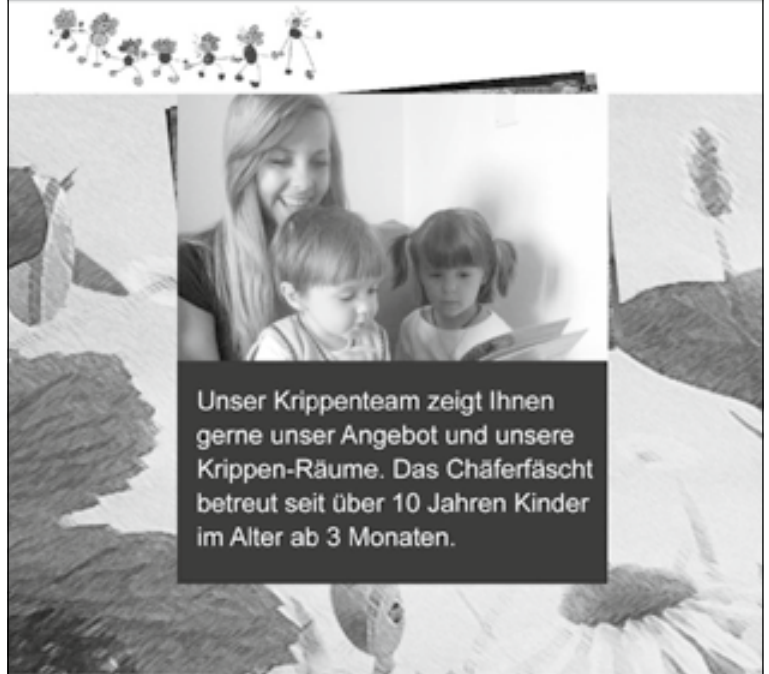 Unser Krippenteam zeigt Ihnen
gerne unser Angebot und unsere
Krippen-Räume. Das Chäferfäscht
betreut seit über 10 Jahren Kinder
im Alter ab 3 Monaten.